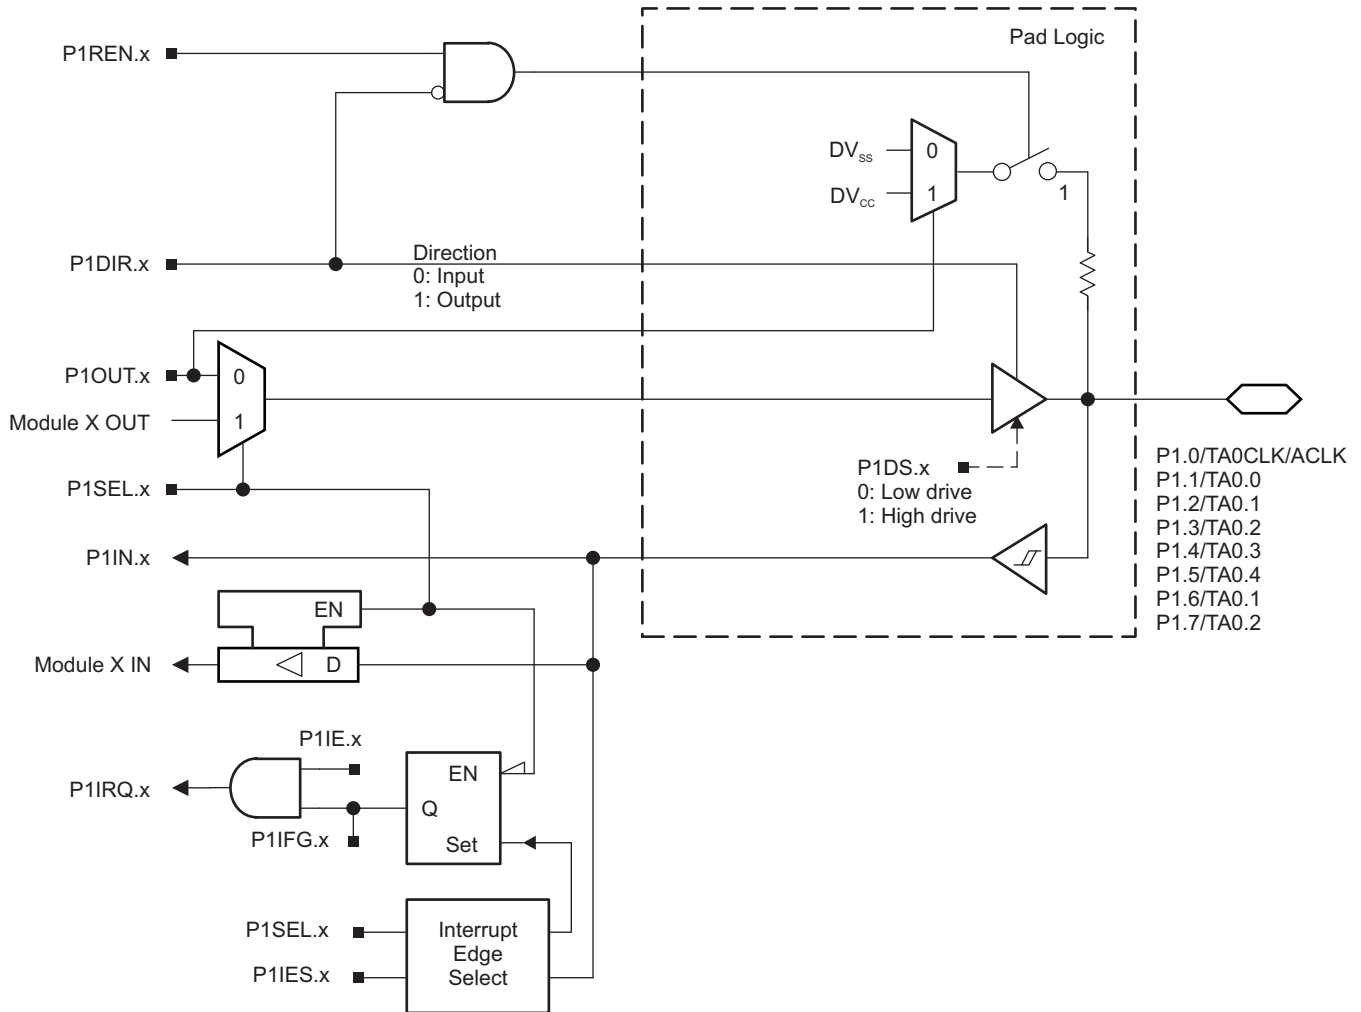 Pad Logic
P1REN.x
DVSS
0
DVCC
1
1
P1DIR.x
Direction
0: Input
1: Output
P1OUT.x
0
Module X OUT
1
P1DS.x
0: Low drive
1: High drive
P1SEL.x
P1.0/TA0CLK/ACLK
P1.1/TA0.0
P1.2/TA0.1
P1.3/TA0.2
P1.4/TA0.3
P1.5/TA0.4
P1.6/TA0.1
P1.7/TA0.2
P1IN.x
EN
Module X IN
D
P1IE.x
EN
P1IRQ.x
Q
P1IFG.x
Set
P1SEL.x
P1IES.x
Interrupt
Edge
Select